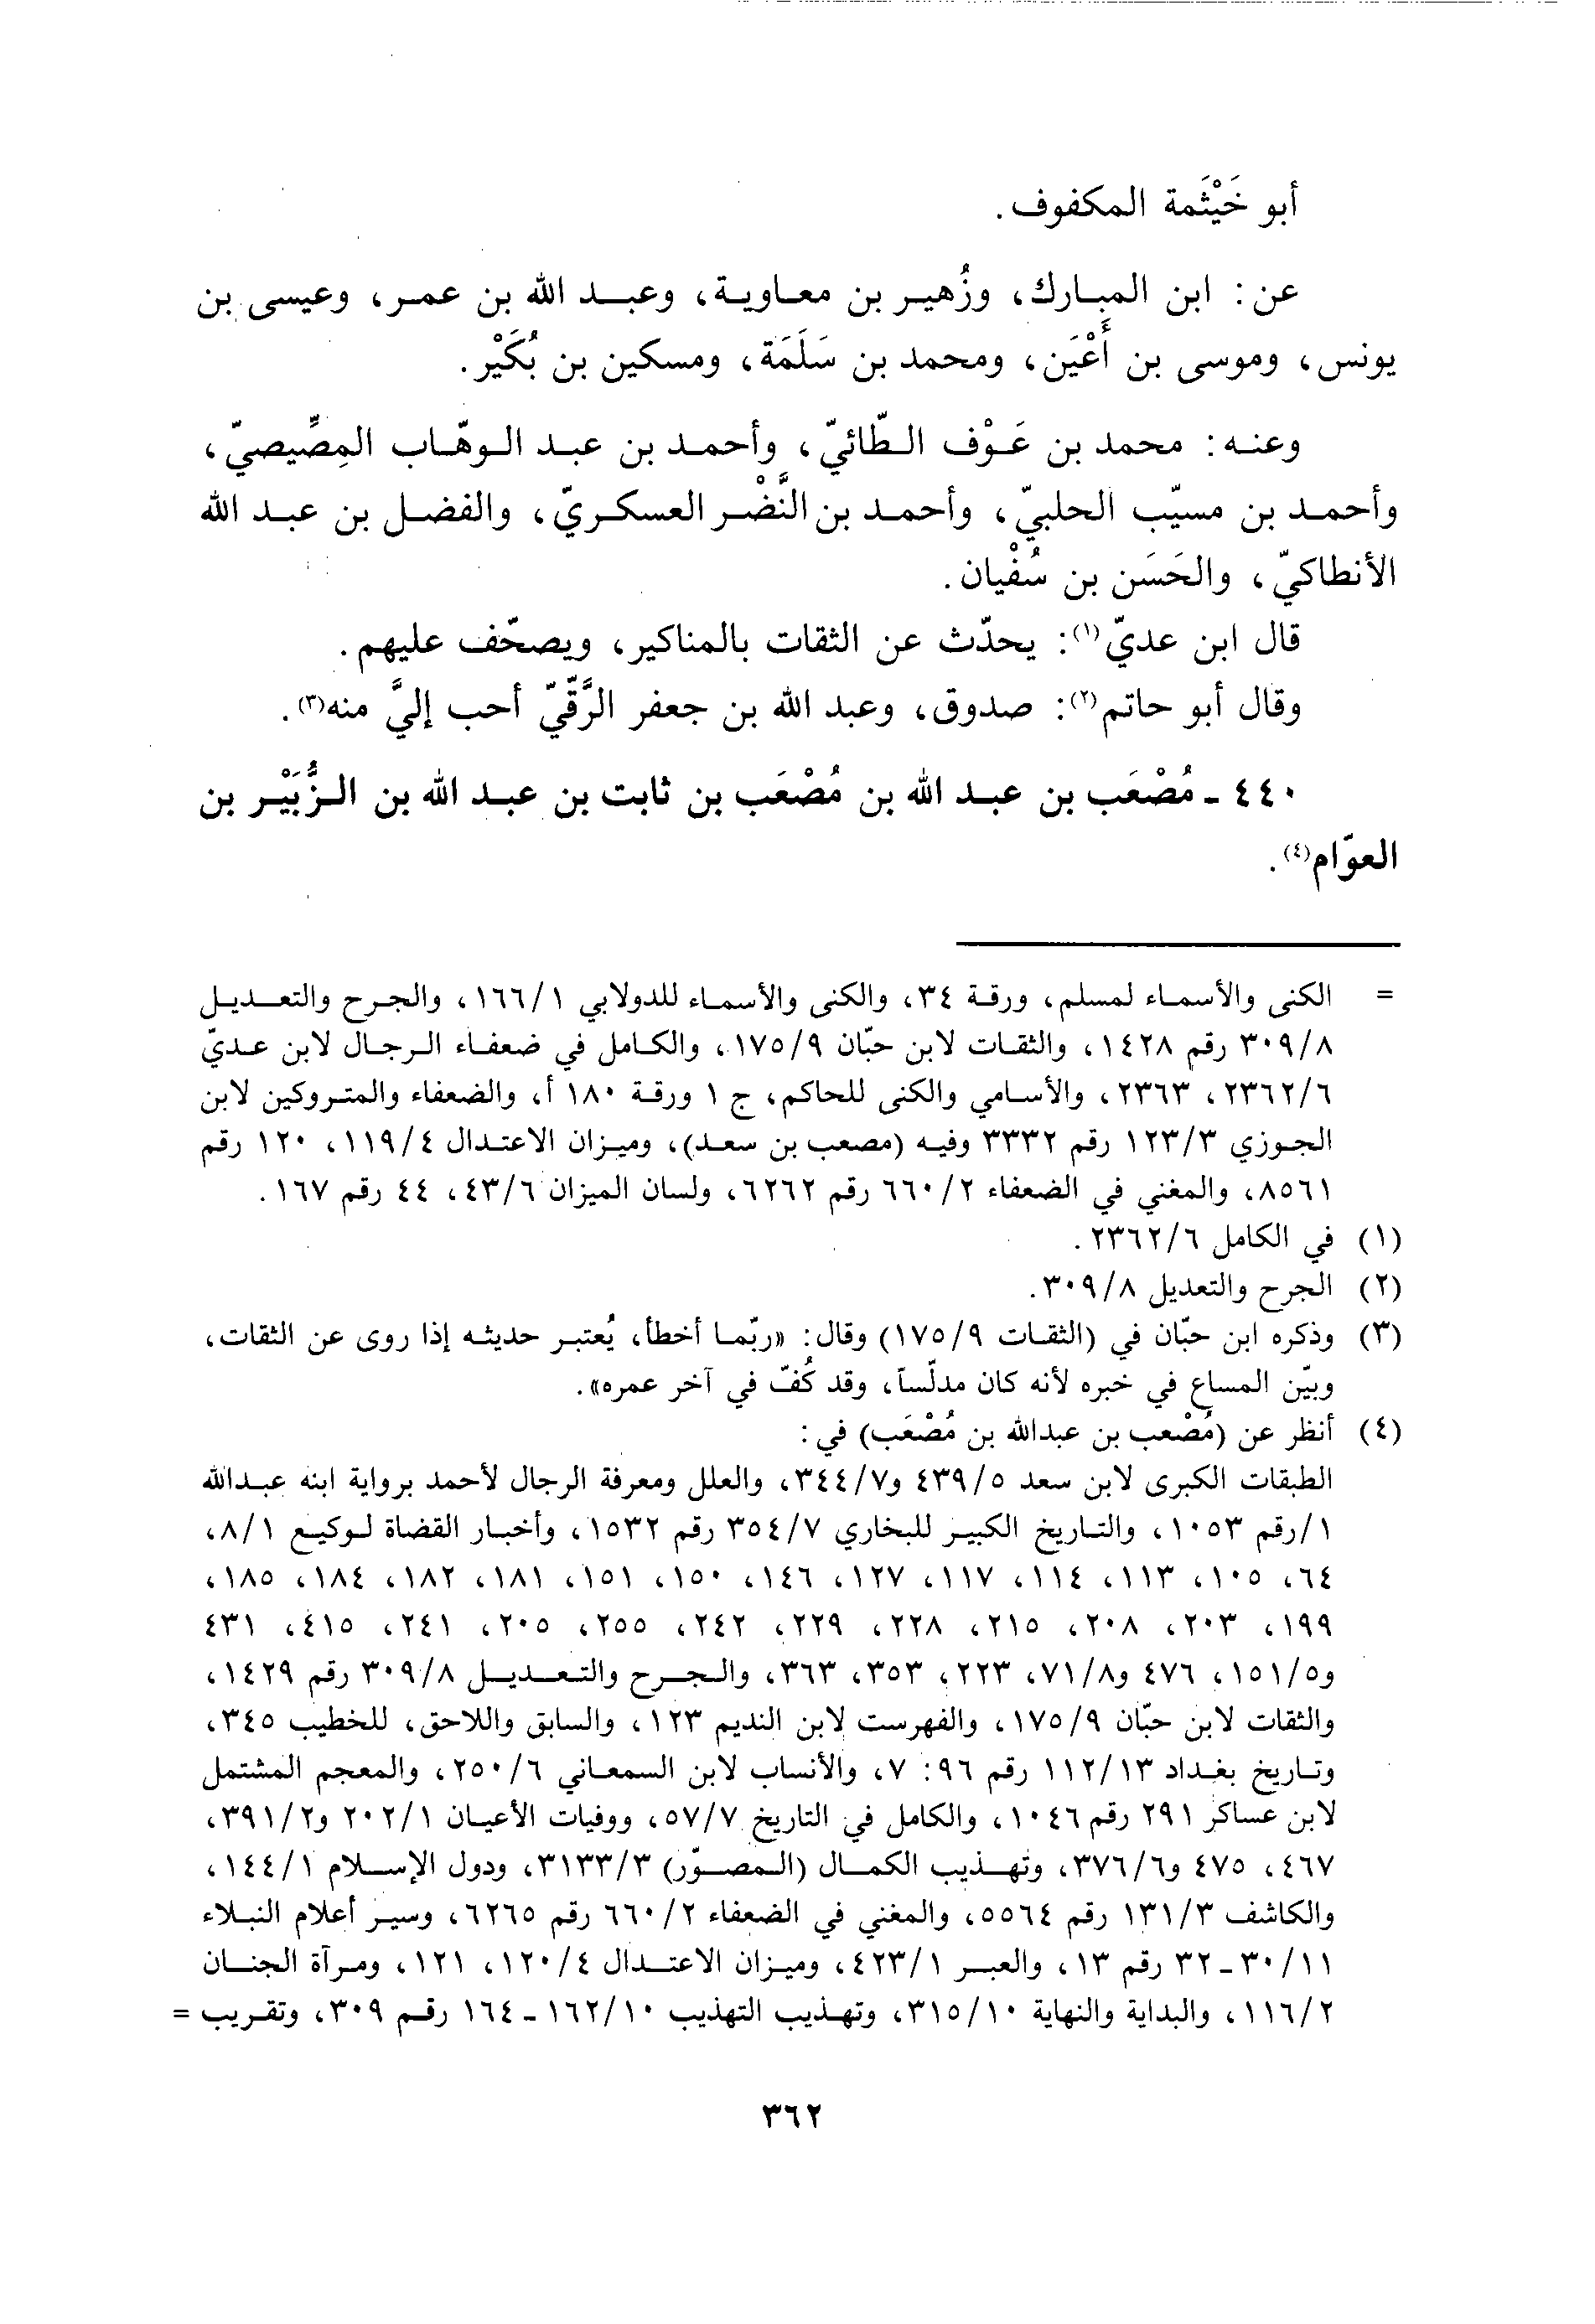 أبو خَيْثَمة المكفوف.
عن: ابن المبارك، وزُهير بن معاوية، وعبد الله بن عمر، وعيسى بن
يونس، وموسى بن أَعْيَن، ومحمد بن سَلَمَة، ومسكين بن بُكَيْر.
وعنه: محمد بن عَوْف الطّائيّ، وأحمد بن عبد الوهّاب المِصِّيصيّ،
وأحمد بن مسيّب الحلبيّ، وأحمد بن النَّضْر العسكريّ، والفضل بن عبد الله
الأنطاكيّ، والحَسَن بن سُفْيان.
قال ابن عديّ(١): يحدّث عن الثقات بالمناكير، ويصحّف عليهم.
وقال أبو حاتم(٢): صدوق، وعبد الله بن جعفر الرَّقّيّ أحب إليَّ منه(٣).
٤٤٠ ـ مُصْعَب بن عبد الله بن مُصْعَب بن ثابت بن عبد الله بن الزُّبَيْر بن
العوّام(٤).
= الكنى والأسماء لمسلم، ورقة ٣٤، والكنى والأسماء للدولابي ١/١٦٦، والجرح والتعديل
٨/٣٠٩ رقم ١٤٢٨، والثقات لابن حبّان ٩/١٧٥، والكامل في ضعفاء الرجال لابن عديّ
٦/٢٣٦٢، ٢٣٦٣، والأسامي والكنى للحاكم، ج ١ ورقة ١٨٠ أ، والضعفاء والمتروكين لابن
الجوزي ٣/١٢٣ رقم ٣٣٣٢ وفيه (مصعب بن سعد)، وميزان الاعتدال ٤/١١٩، ١٢٠ رقم
٨٥٦١، والمغني في الضعفاء ٢/٦٦٠ رقم ٦٢٦٢، ولسان الميزان ٦/٤٣، ٤٤ رقم ١٦٧.
(١) في الكامل ٦/٢٣٦٢.
(٢) الجرح والتعديل ٨/٣٠٩.
(٣) وذكره ابن حبّان في (الثقات ٩/١٧٥) وقال: «ربّما أخطأ، يُعتبر حديثه إذا روى عن الثقات،
وبيّن المساع في خبره لأنه كان مدلّساً، وقد كُفّ في آخر عمره».
(٤) أنظر عن (مُصْعب بن عبدالله بن مُصْعَب) في:
الطبقات الكبرى لابن سعد ٥/٤٣٩ و٧/٣٤٤، والعلل ومعرفة الرجال لأحمد برواية ابنه عبدالله
١/رقم ١٠٥٣، والتاريخ الكبير للبخاري ٧/٣٥٤ رقم ١٥٣٢، وأخبار القضاة لوكيع ١/٨،
٦٤، ١٠٥، ١١٣، ١١٤، ١١٧، ١٢٧، ١٤٦، ١٥٠، ١٥١، ١٨١، ١٨٢، ١٨٤، ١٨٥،
١٩٩، ٢٠٣، ٢٠٨، ٢١٥، ٢٢٨، ٢٢٩، ٢٤٢، ٢٥٥، ٢٠٥، ٢٤١، ٤١٥، ٤٣١
و٥/١٥١، ٤٧٦ و٨/٧١، ٢٢٣، ٣٥٣، ٣٦٣، والجرح والتعديل ٨/٣٠٩ رقم ١٤٢٩،
والثقات لابن حبّان ٩/١٧٥، والفهرست لابن النديم ١٢٣، والسابق واللاحق، للخطيب ٣٤٥،
وتاريخ بغداد ١٣/١١٢ رقم ٩٦: ٧، والأنساب لابن السمعاني ٦/٢٥٠، والمعجم المشتمل
لابن عساكر ٢٩١ رقم ١٠٤٦، والكامل في التاريخ ٧/٥٧، ووفيات الأعيان ١/٢٠٢ و٢/٣٩١،
٤٦٧، ٤٧٥ و٦/٣٧٦، وتهذيب الكمال (المصوّر) ٣/٣١٣٣، ودول الإسلام ١/١٤٤،
والكاشف ٣/١٣١ رقم ٥٥٦٤، والمغني في الضعفاء ٢/٦٦٠ رقم ٦٢٦٥، وسير أعلام النبلاء
١١/٣٠ـ٣٢ رقم ١٣، والعبر ١/٤٢٣، وميزان الاعتدال ٤/١٢٠، ١٢١، ومرآة الجنان
٢/١١٦، والبداية والنهاية ١٠/٣١٥، وتهذيب التهذيب ١٠/١٦٢ـ ١٦٤ رقم ٣٠٩، وتقريب =
٣٦٢